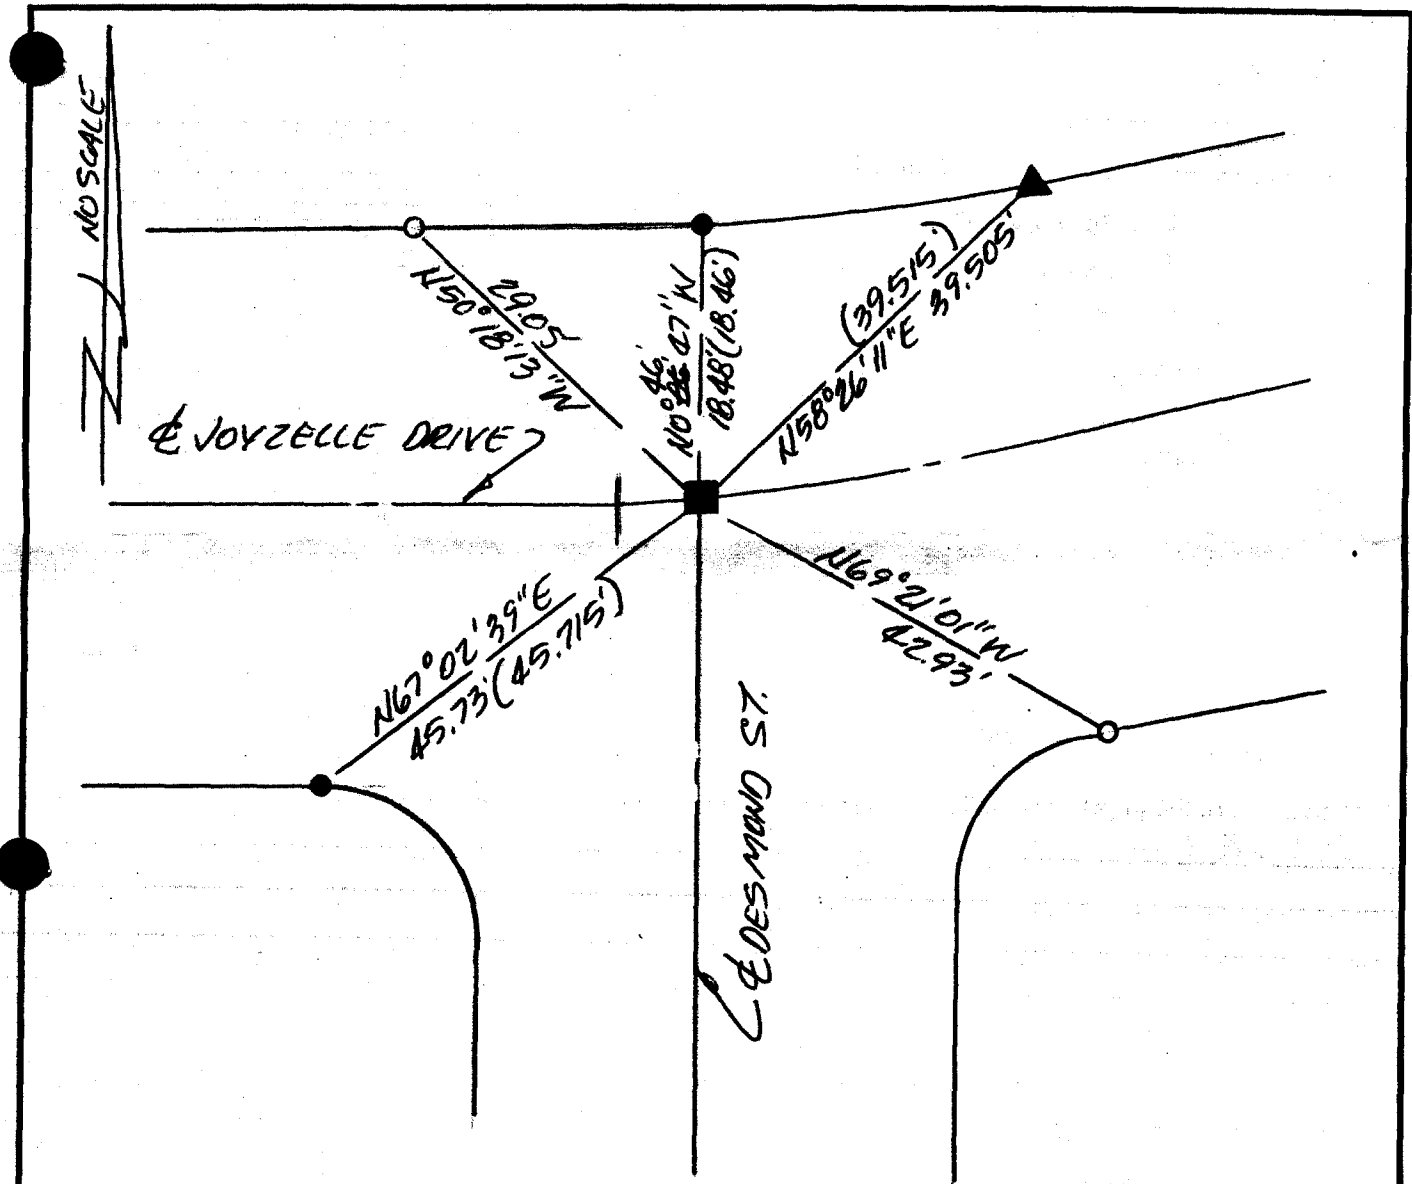 NO SCALE
N50°18'13"W
29.05
N0°46'47"W
18.48'(18.46')
(39.515')
N58°26'11"E 39.505'
℄ JOYZELLE DRIVE
N67°02'39"E
45.73'(45.715')
N69°21'01"W
42.93'
℄ DESMOND ST.